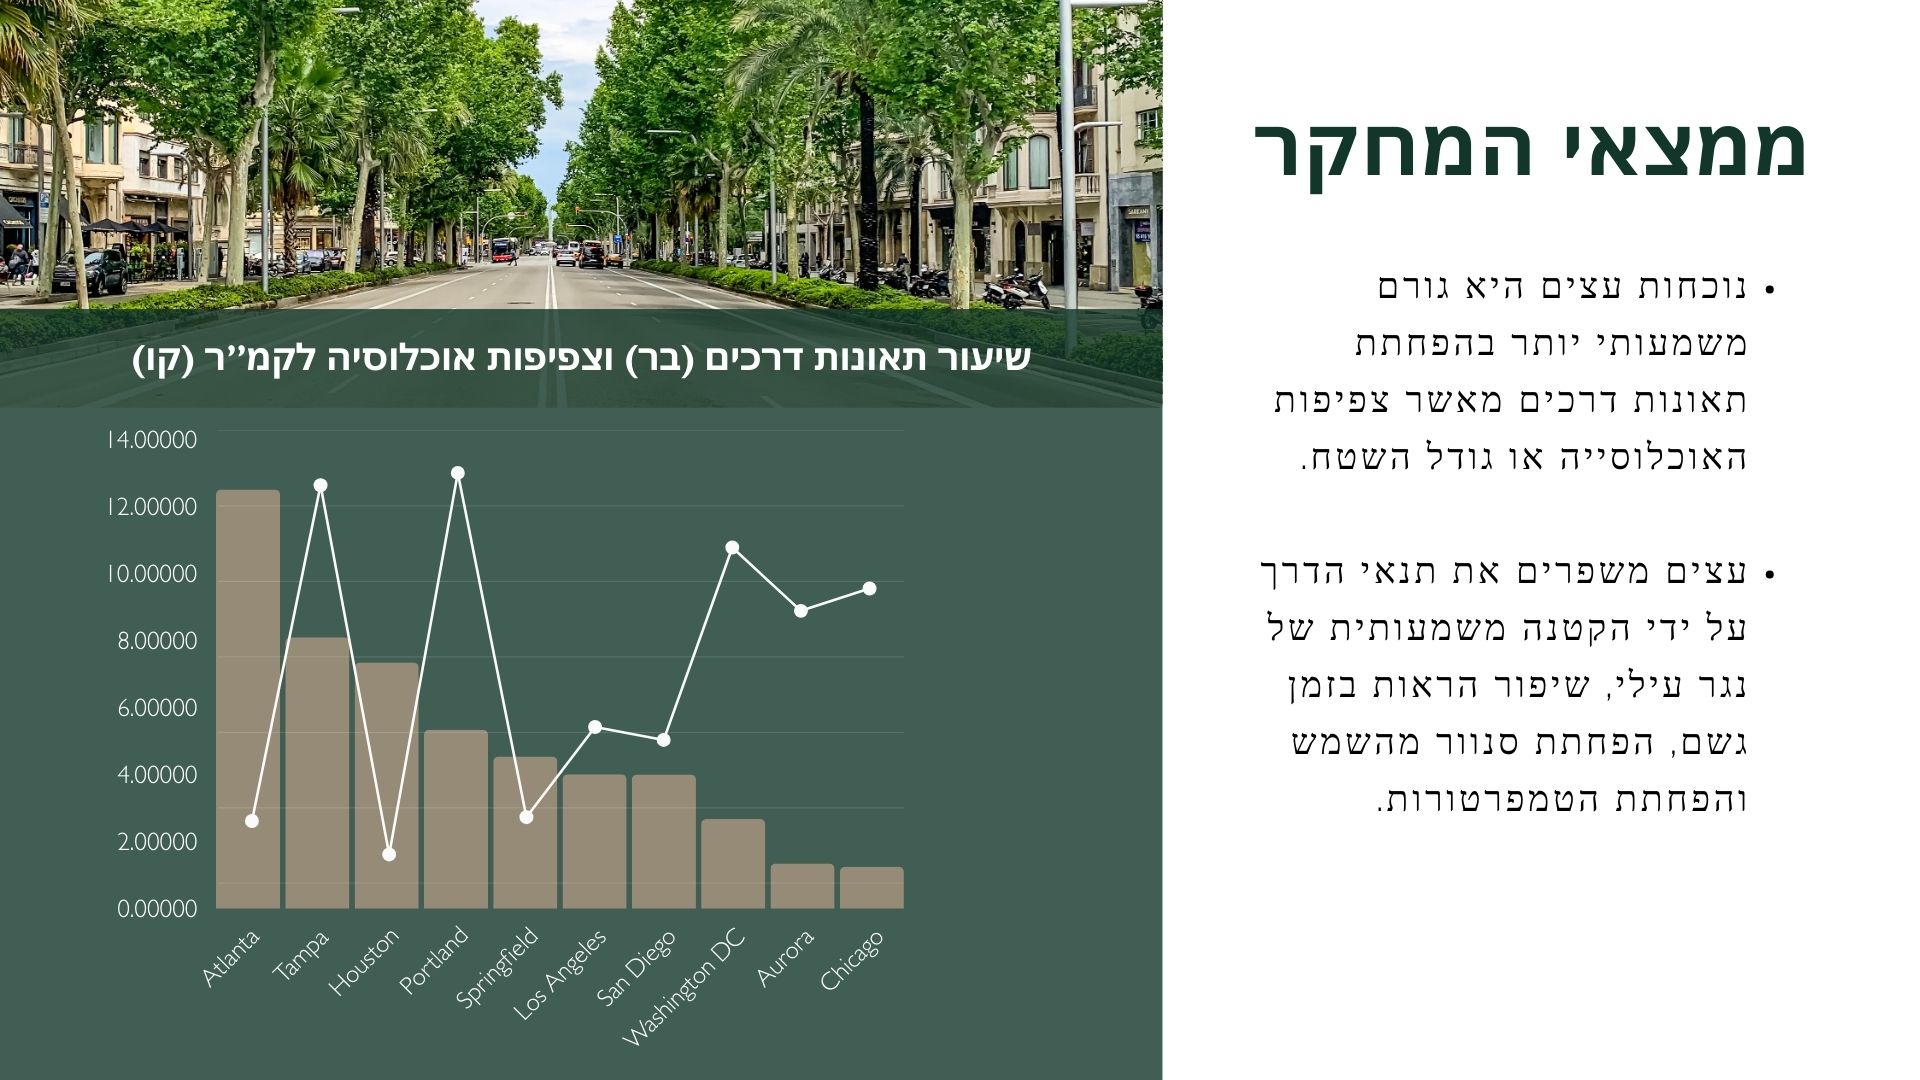 ממצאי המחקר
• נוכחות עצים היא גורם
משמעותי יותר בהפחתת
תאונות דרכים מאשר צפיפות
האוכלוסייה או גודל השטח.
• עצים משפרים את תנאי הדרך
על ידי הקטנה משמעותית של
נגר עילי, שיפור הראות בזמן
גשם, הפחתת סנוור מהשמש
והפחתת הטמפרטורות.
שיעור תאונות דרכים (בר) וצפיפות אוכלוסיה לקמ”ר (קו)
14.00000
12.00000
10.00000
8.00000
6.00000
4.00000
2.00000
0.00000
Atlanta
Tampa
Houston
Portland
Springfield
Los Angeles
San Diego
Washington DC
Aurora
Chicago